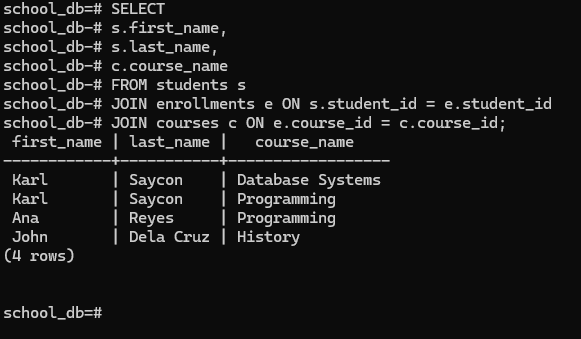 school_db=# SELECT
school_db-# s.first_name,
school_db-# s.last_name,
school_db-# c.course_name
school_db-# FROM students s
school_db-# JOIN enrollments e ON s.student_id = e.student_id
school_db-# JOIN courses c ON e.course_id = c.course_id;
 first_name | last_name |   course_name
------------+-----------+------------------
 Karl       | Saycon    | Database Systems
 Karl       | Saycon    | Programming
 Ana        | Reyes     | Programming
 John       | Dela Cruz | History
(4 rows)
school_db=#